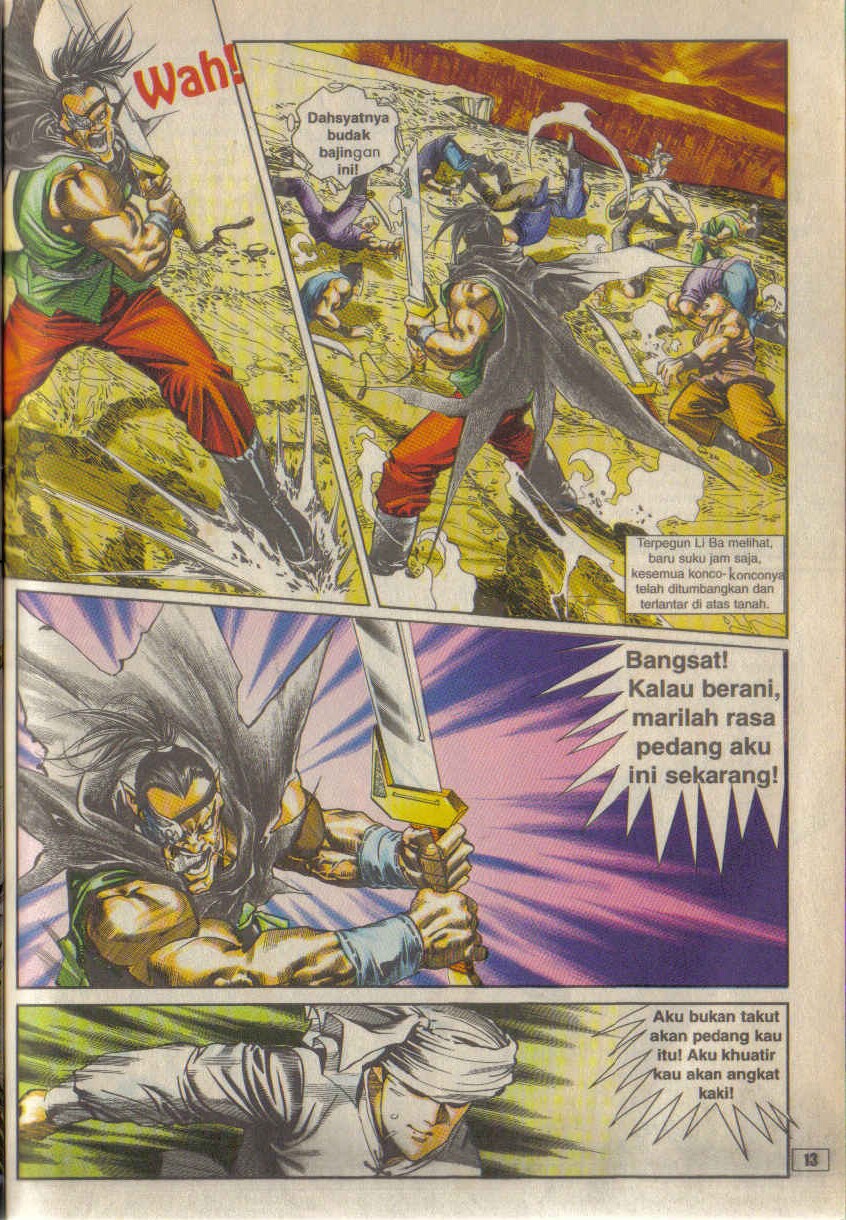 Wah!
Dahsyatnya
budak
bajingan
ini!
Terpegun Li Ba melihat,
baru suku jam saja,
kesemua konco-konconya
telah ditumbangkan dan
terlantar di atas tanah.
Bangsat!
Kalau berani,
marilah rasa
pedang aku
ini sekarang!
Aku bukan takut
akan pedang kau
itu! Aku khuatir
kau akan angkat
kaki!
13